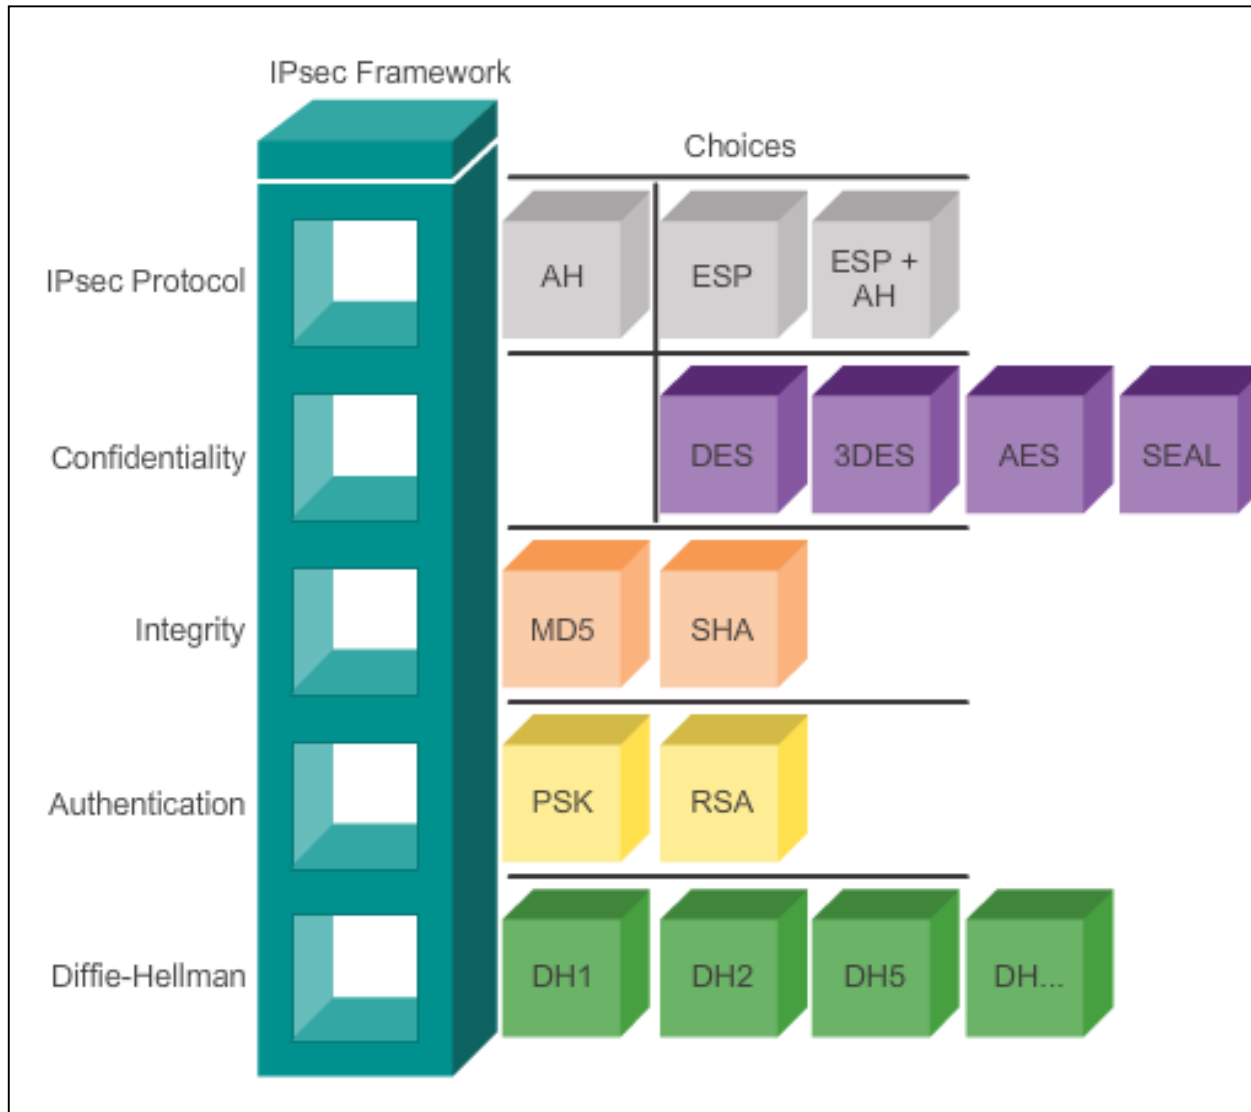 IPsec Framework
Choices
IPsec Protocol
AH
ESP
ESP +
AH
Confidentiality
DES
3DES
AES
SEAL
Integrity
MD5
SHA
Authentication
PSK
RSA
Diffie-Hellman
DH1
DH2
DH5
DH...